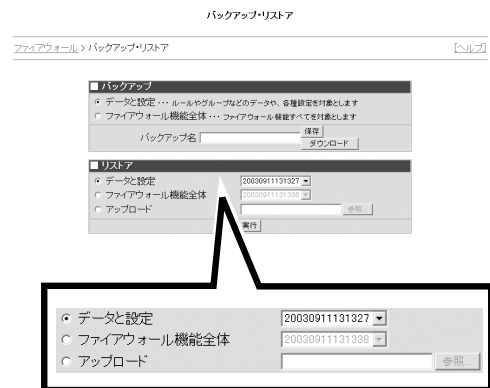 バックアップ・リストア
ファイアウォール > バックアップ・リストア [ヘルプ]
■ バックアップ
データと設定 ・・・ ルールやグループなどのデータや、各種設定を対象とします
ファイアウォール機能全体 ・・・ ファイアウォール機能すべてを対象とします
バックアップ名 保存
ダウンロード
■ リストア
データと設定 20030911131327
ファイアウォール機能全体 20030911131338
アップロード 参照...
実行
データと設定 20030911131327
ファイアウォール機能全体 20030911131338
アップロード 参照...